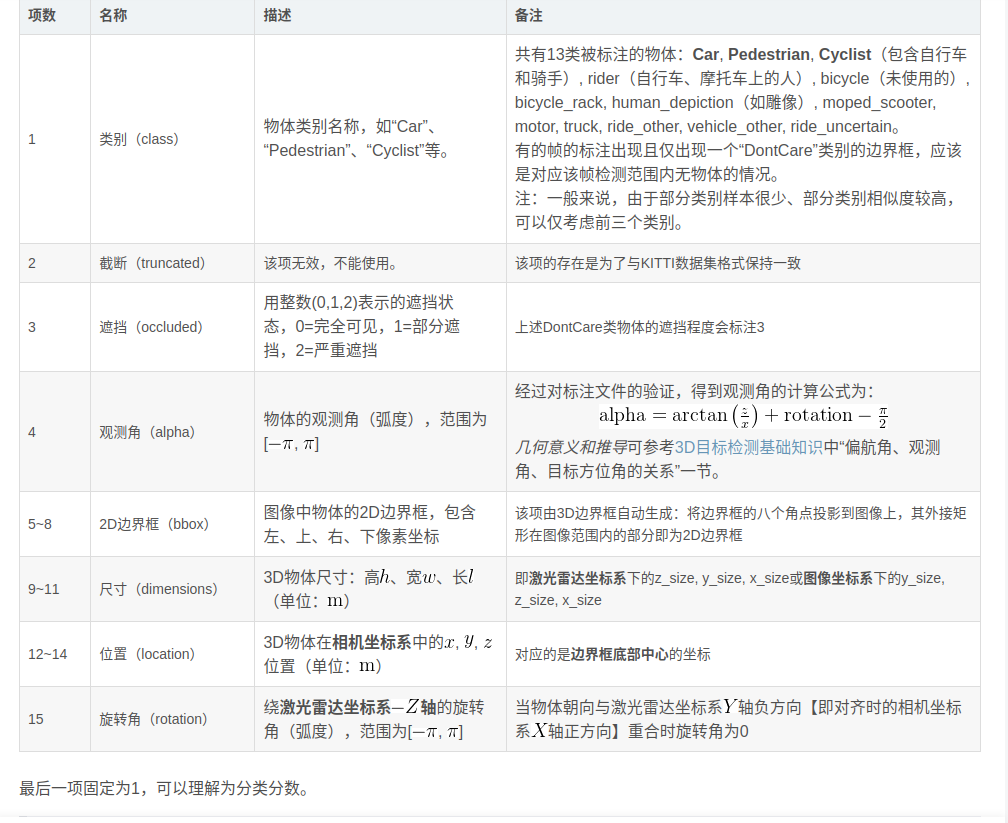 项数 名称 描述 备注
1 类别（class）
物体类别名称，如“Car”、
“Pedestrian”、“Cyclist”等。
共有13类被标注的物体：Car, Pedestrian, Cyclist（包含自行车
和骑手）, rider（自行车、摩托车上的人）, bicycle（未使用的）,
bicycle_rack, human_depiction（如雕像）, moped_scooter,
motor, truck, ride_other, vehicle_other, ride_uncertain。
有的帧的标注出现且仅出现一个“DontCare”类别的边界框，应该
是对应该帧检测范围内无物体的情况。
注：一般来说，由于部分类别样本很少、部分类别相似度较高，
可以仅考虑前三个类别。
2 截断（truncated） 该项无效，不能使用。 该项的存在是为了与KITTI数据集格式保持一致
3 遮挡（occluded）
用整数(0,1,2)表示的遮挡状
态，0=完全可见，1=部分遮
挡，2=严重遮挡
上述DontCare类物体的遮挡程度会标注3
4 观测角（alpha）
物体的观测角（弧度），范围为
[−π, π]
经过对标注文件的验证，得到观测角的计算公式为：
alpha = arctan (z/x) + rotation − π/2
几何意义和推导可参考3D目标检测基础知识中“偏航角、观测
角、目标方位角的关系”一节。
5~8 2D边界框（bbox）
图像中物体的2D边界框，包含
左、上、右、下像素坐标
该项由3D边界框自动生成：将边界框的八个角点投影到图像上，其外接矩
形在图像范围内的部分即为2D边界框
9~11 尺寸（dimensions）
3D物体尺寸：高h、宽w、长l
（单位：m）
即激光雷达坐标系下的z_size, y_size, x_size或图像坐标系下的y_size,
z_size, x_size
12~14 位置（location）
3D物体在相机坐标系中的x, y, z
位置（单位：m）
对应的是边界框底部中心的坐标
15 旋转角（rotation）
绕激光雷达坐标系−Z轴的旋转
角（弧度），范围为[−π, π]
当物体朝向与激光雷达坐标系Y轴负方向【即对齐时的相机坐标
系X轴正方向】重合时旋转角为0
最后一项固定为1，可以理解为分类分数。